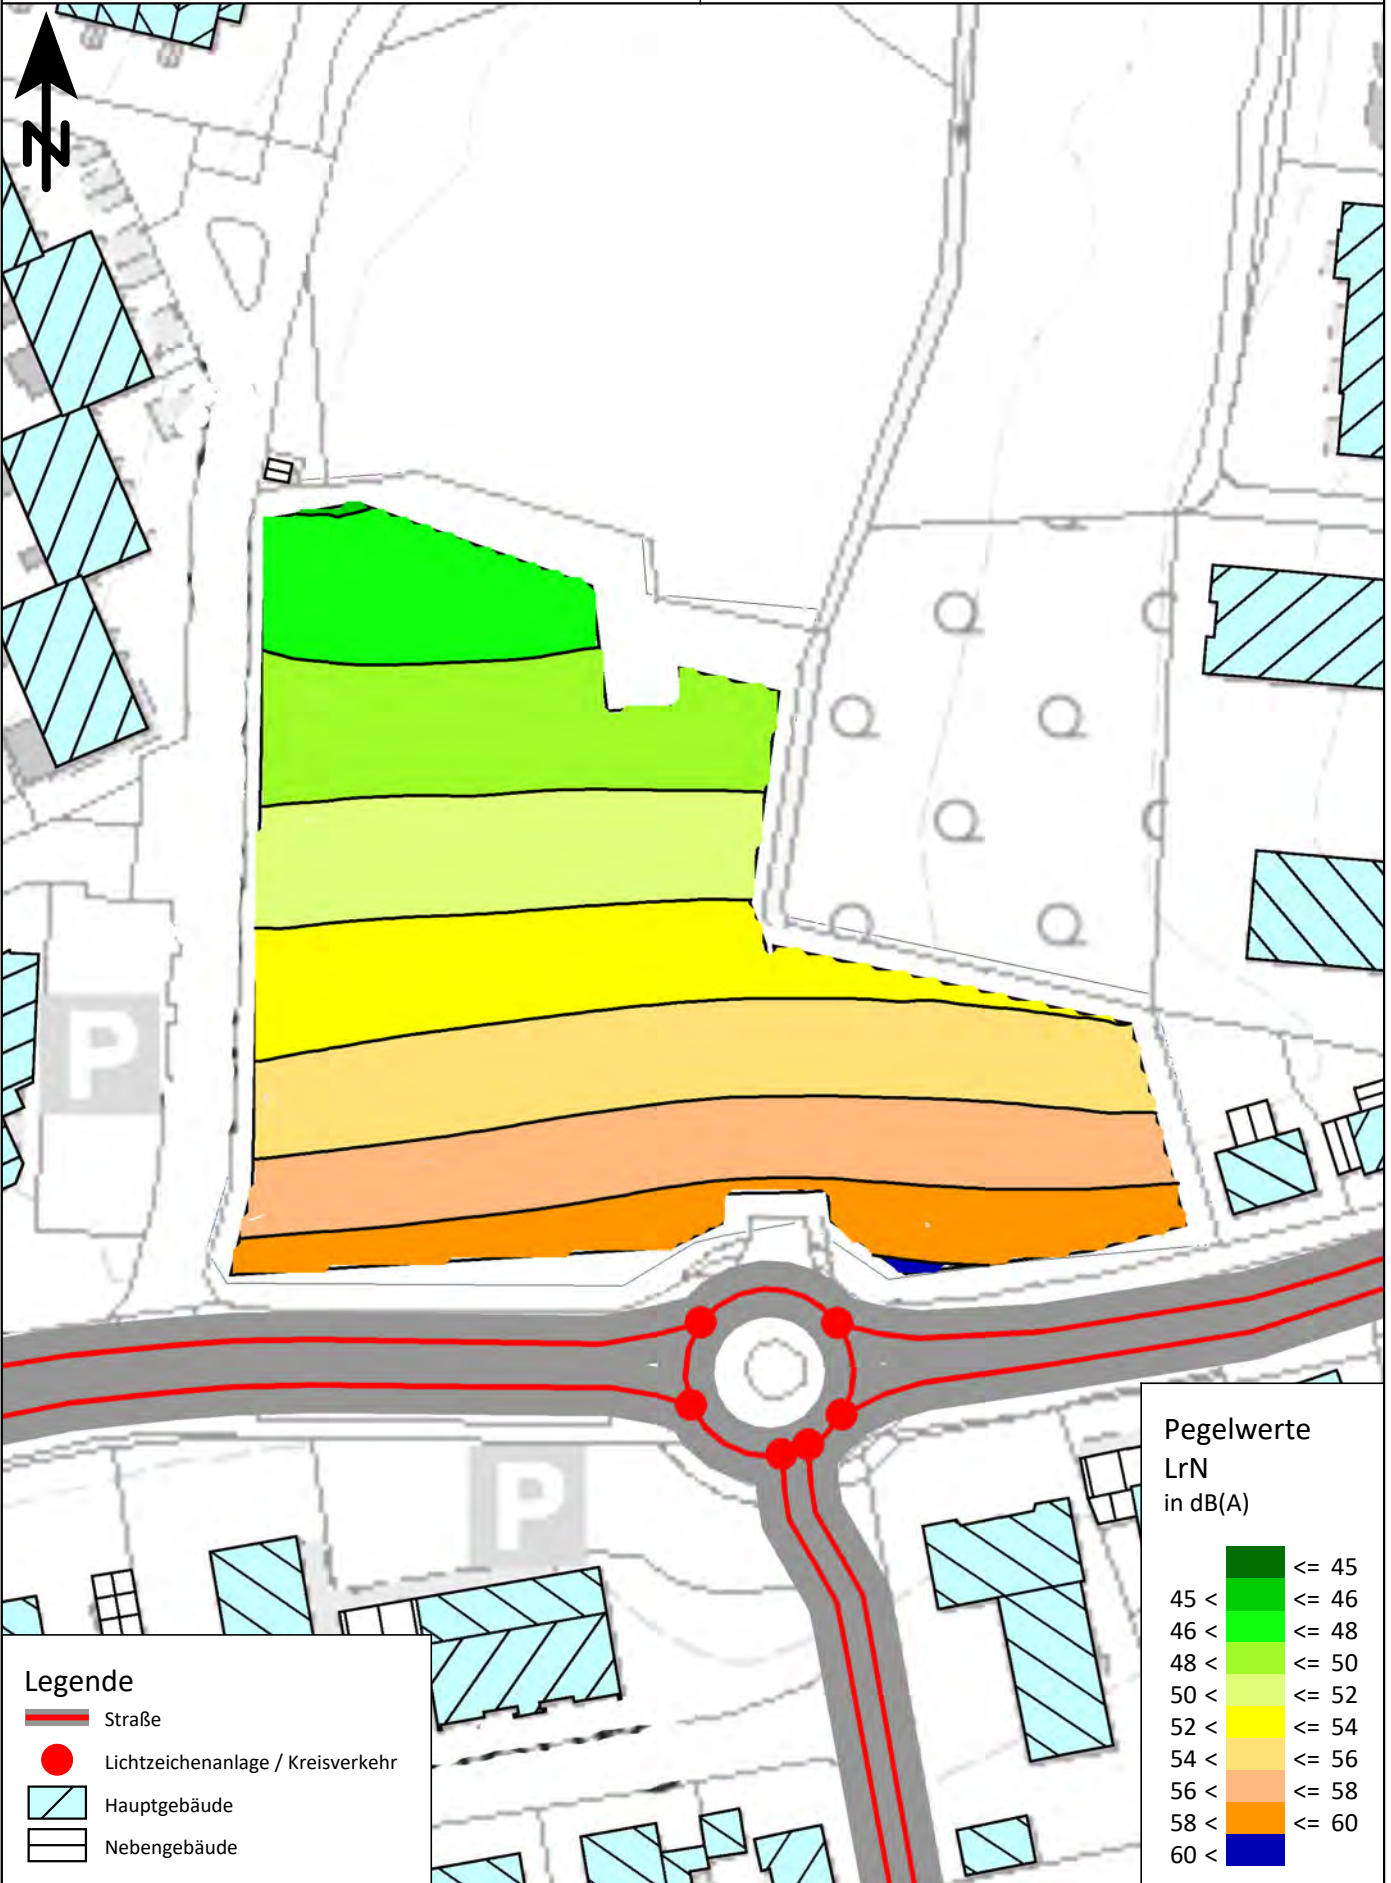 N
P
P
Pegelwerte
LrN
in dB(A)
<= 45
45 < <= 46
46 < <= 48
48 < <= 50
50 < <= 52
52 < <= 54
54 < <= 56
56 < <= 58
58 < <= 60
60 <
Legende
Straße
Lichtzeichenanlage / Kreisverkehr
Hauptgebäude
Nebengebäude